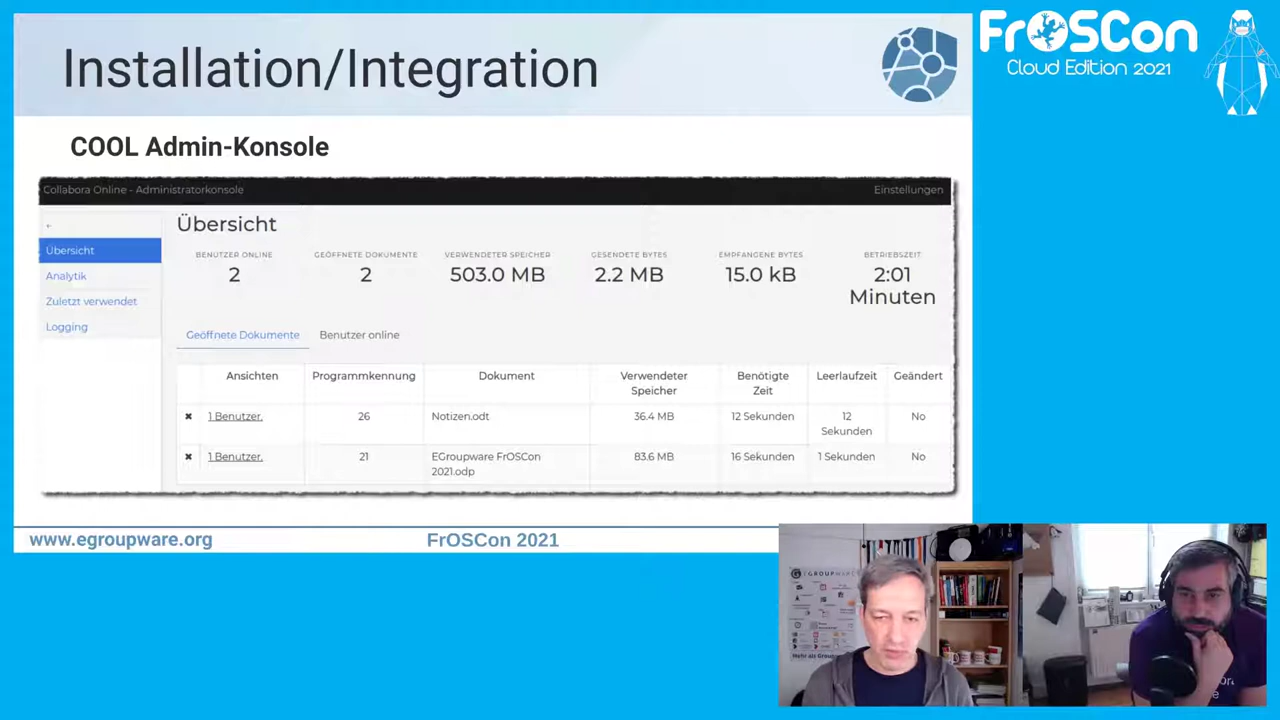 Installation/Integration
FrOSCon
Cloud Edition 2021
COOL Admin-Konsole
Collabora Online - Administratorkonsole
Einstellungen
←
Übersicht
Analytik
Zuletzt verwendet
Logging
Übersicht
BENUTZER ONLINE
2
GEÖFFNETE DOKUMENTE
2
VERWENDETER SPEICHER
503.0 MB
GESENDETE BYTES
2.2 MB
EMPFANGENE BYTES
15.0 kB
BETRIEBSZEIT
2:01
Minuten
Geöffnete Dokumente Benutzer online
Ansichten Programmkennung Dokument Verwendeter Speicher Benötigte Zeit Leerlaufzeit Geändert
✖ 1 Benutzer. 26 Notizen.odt 36.4 MB 12 Sekunden 12 Sekunden No
✖ 1 Benutzer. 21 EGroupware FrOSCon 2021.odp 83.6 MB 16 Sekunden 1 Sekunden No
www.egroupware.org
FrOSCon 2021
EGROUPWARE